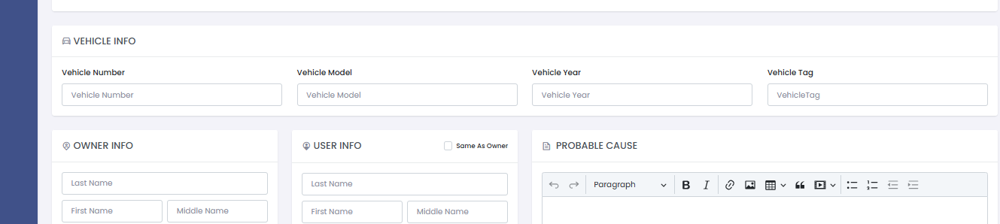 VEHICLE INFO
Vehicle Number
Vehicle Model
Vehicle Year
Vehicle Tag
Vehicle Number
Vehicle Model
Vehicle Year
VehicleTag
OWNER INFO
USER INFO
Same As Owner
PROBABLE CAUSE
Last Name
First Name
Middle Name
Last Name
First Name
Middle Name
Paragraph